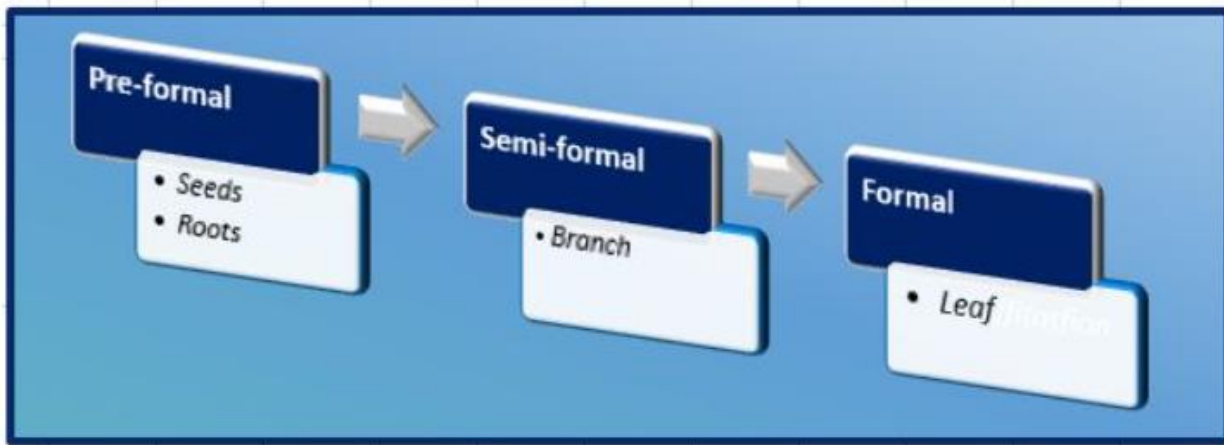 Pre-formal
• Seeds
• Roots
Semi-formal
• Branch
Formal
• Leaf